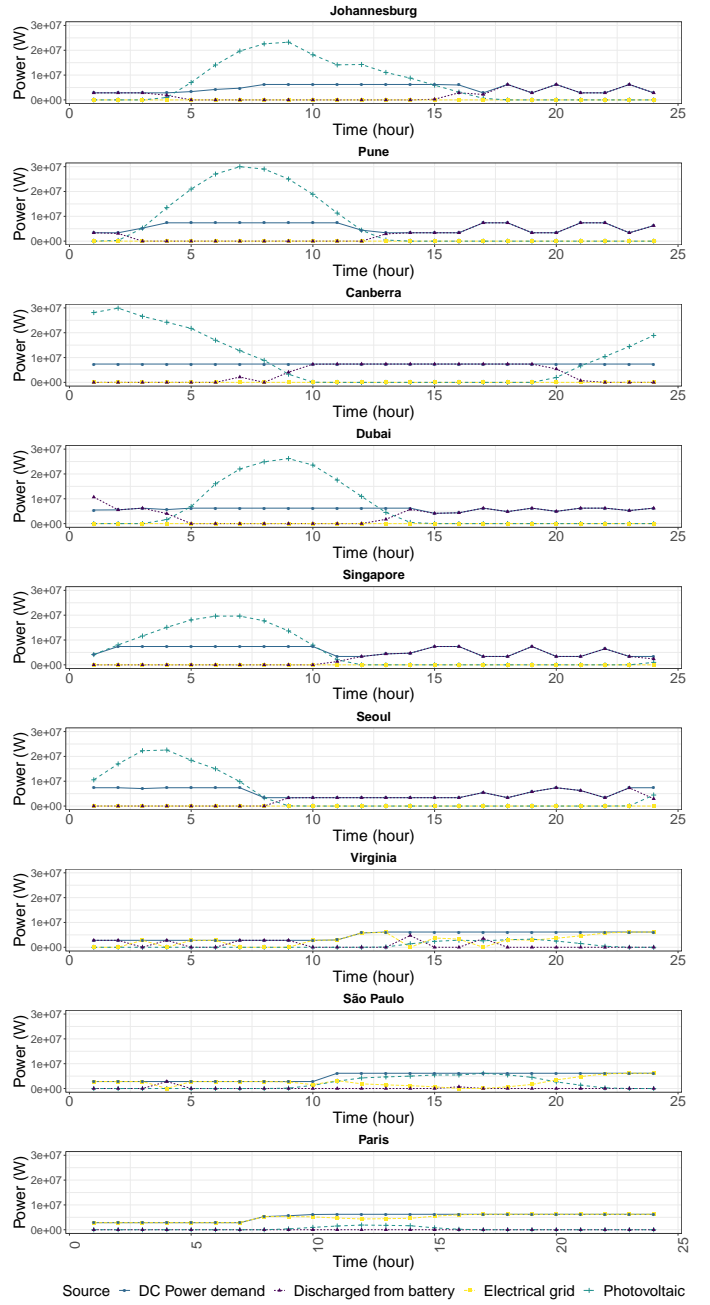 Johannesburg
Power (W)
3e+07
2e+07
1e+07
0e+00
0 5 10 15 20 25
Time (hour)
Pune
Power (W)
3e+07
2e+07
1e+07
0e+00
0 5 10 15 20 25
Time (hour)
Canberra
Power (W)
3e+07
2e+07
1e+07
0e+00
0 5 10 15 20 25
Time (hour)
Dubai
Power (W)
3e+07
2e+07
1e+07
0e+00
0 5 10 15 20 25
Time (hour)
Singapore
Power (W)
3e+07
2e+07
1e+07
0e+00
0 5 10 15 20 25
Time (hour)
Seoul
Power (W)
3e+07
2e+07
1e+07
0e+00
0 5 10 15 20 25
Time (hour)
Virginia
Power (W)
3e+07
2e+07
1e+07
0e+00
0 5 10 15 20 25
Time (hour)
São Paulo
Power (W)
3e+07
2e+07
1e+07
0e+00
0 5 10 15 20 25
Time (hour)
Paris
Power (W)
3e+07
2e+07
1e+07
0e+00
0 5 10 15 20 25
Time (hour)
Source DC Power demand Discharged from battery Electrical grid Photovoltaic